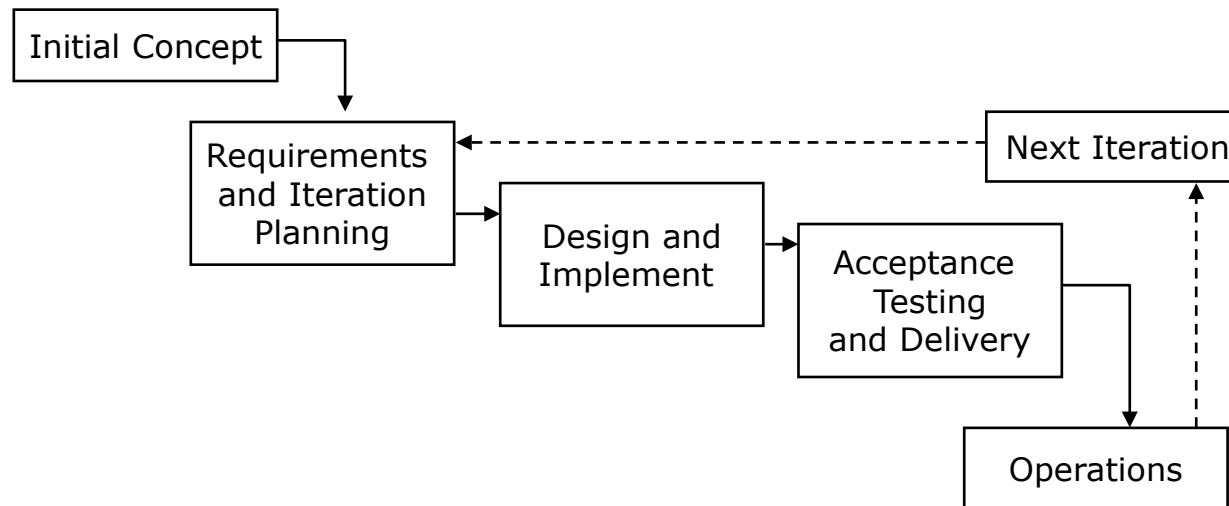 Initial Concept
Requirements
and Iteration
Planning
Next Iteration
Design and
Implement
Acceptance
Testing
and Delivery
Operations